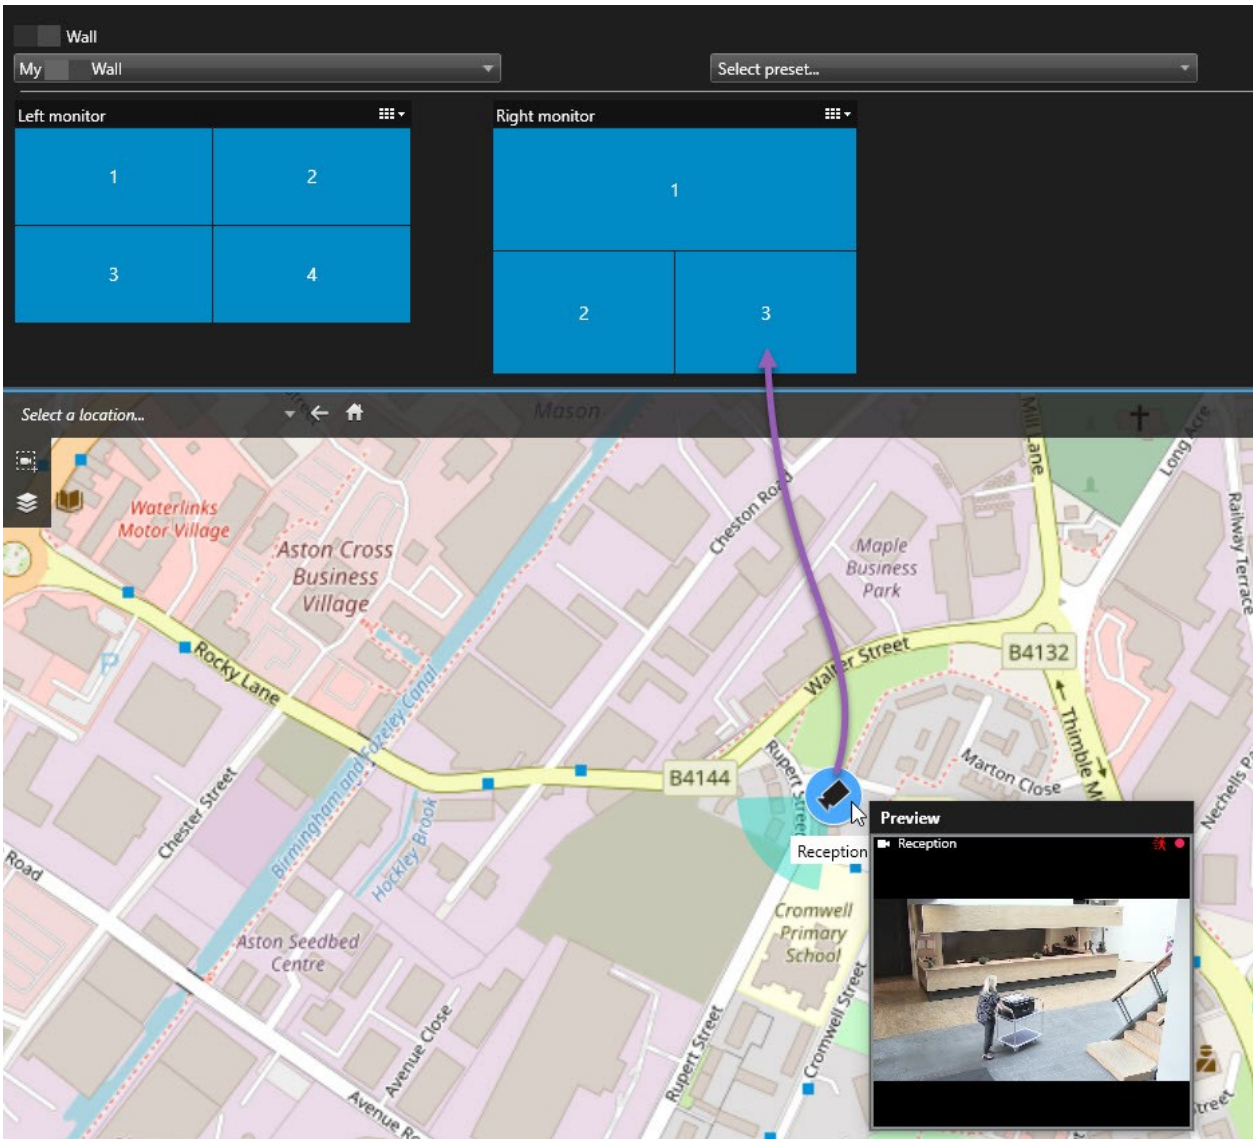 Wall
My Wall
Select preset...
Left monitor
Right monitor
1
2
3
4
1
2
3
Select a location...
Mason
Mill Lane
Long Acre
Railway Terrace
Waterlinks
Motor Village
Aston Cross
Business
Village
Cheston Road
Maple
Business
Park
Rocky Lane
Walter Street
B4132
P
Birmingham and Fazeley Canal
Thimble
B4144
Rupert Street
Marton Close
Nechells
Chester Street
Hockley Brook
Preview
Reception
Reception
Road
Aston Seedbed
Centre
Cromwell
Primary
School
Avenue Close
Rupert Street
Cromwell Street
Avenue
Street